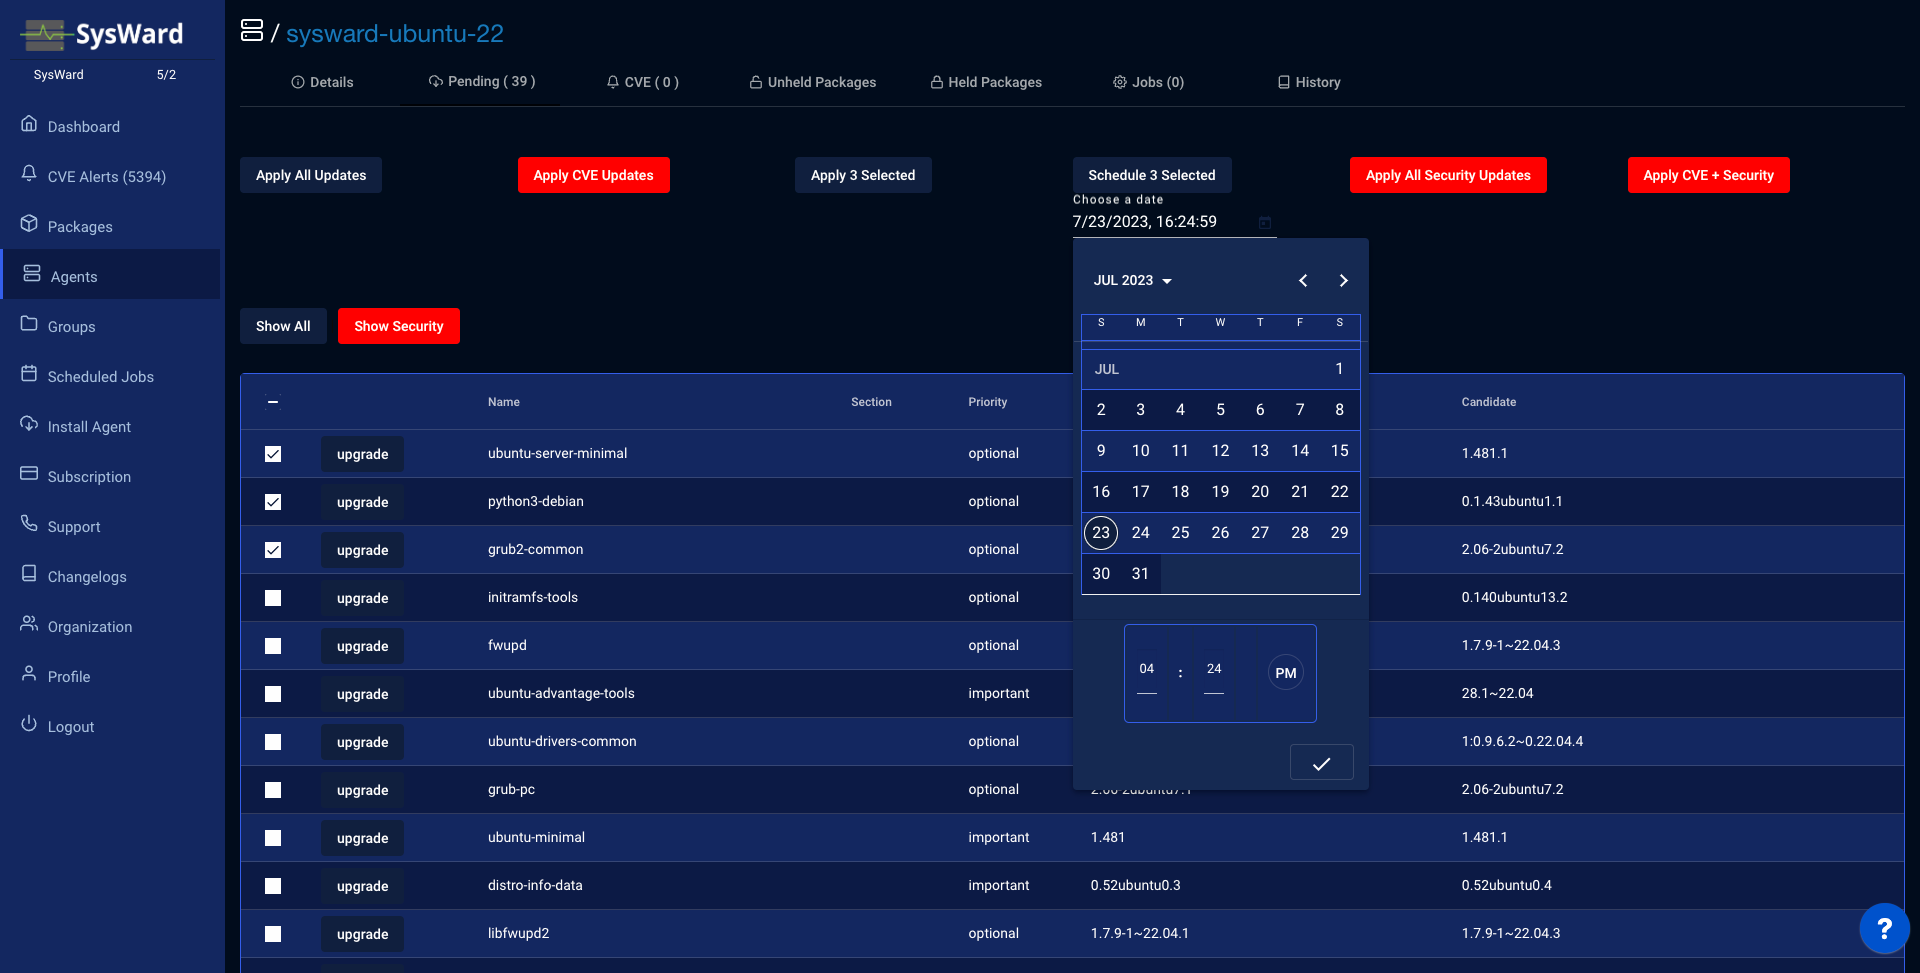 SysWard
SysWard 5/2
Dashboard
CVE Alerts (5394)
Packages
Agents
Groups
Scheduled Jobs
Install Agent
Subscription
Support
Changelogs
Organization
Profile
Logout
/ sysward-ubuntu-22
Details Pending ( 39 ) CVE ( 0 ) Unheld Packages Held Packages Jobs (0) History
Apply All Updates Apply CVE Updates Apply 3 Selected Schedule 3 Selected Apply All Security Updates Apply CVE + Security
Choose a date
7/23/2023, 16:24:59
JUL 2023
S M T W T F S
JUL 1
2 3 4 5 6 7 8
9 10 11 12 13 14 15
16 17 18 19 20 21 22
23 24 25 26 27 28 29
30 31
04 : 24 PM
Show All Show Security
Name Section Priority Candidate
upgrade ubuntu-server-minimal optional 1.481.1
upgrade python3-debian optional 0.1.43ubuntu1.1
upgrade grub2-common optional 2.06-2ubuntu7.2
upgrade initramfs-tools optional 0.140ubuntu13.2
upgrade fwupd optional 1.7.9-1~22.04.3
upgrade ubuntu-advantage-tools important 28.1~22.04
upgrade ubuntu-drivers-common optional 1:0.9.6.2~0.22.04.4
upgrade grub-pc optional 2.06-2ubuntu7.1 2.06-2ubuntu7.2
upgrade ubuntu-minimal important 1.481 1.481.1
upgrade distro-info-data important 0.52ubuntu0.3 0.52ubuntu0.4
upgrade libfwupd2 optional 1.7.9-1~22.04.1 1.7.9-1~22.04.3
?